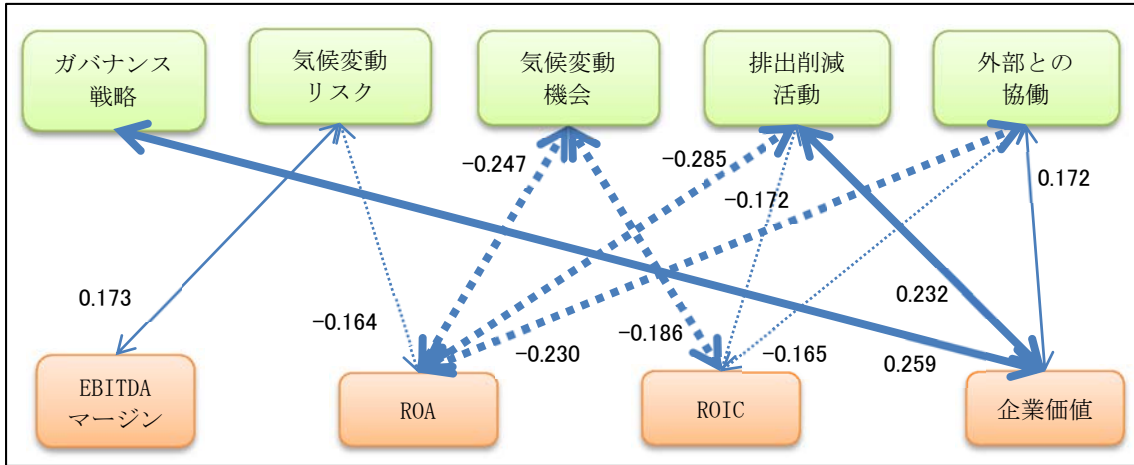 ガバナンス
戦略
気候変動
リスク
気候変動
機会
排出削減
活動
外部との
協働
-0.247
-0.285
-0.172
0.172
0.173
-0.164
-0.230
-0.186
-0.165
0.232
0.259
EBITDA
マージン
ROA
ROIC
企業価値